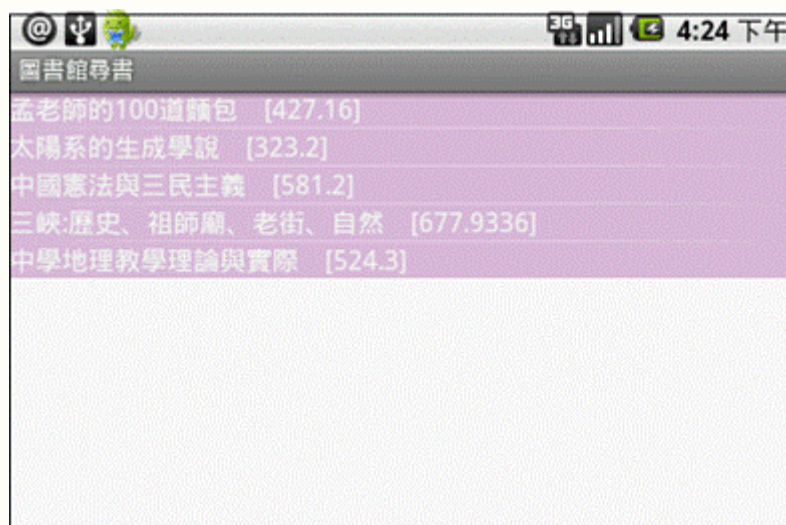 3G 4:24 下午
圖書館尋書
孟老師的100道麵包 [427.16]
太陽系的生成學說 [323.2]
中國憲法與三民主義 [581.2]
三峽:歷史、祖師廟、老街、自然 [677.9336]
中學地理教學理論與實際 [524.3]